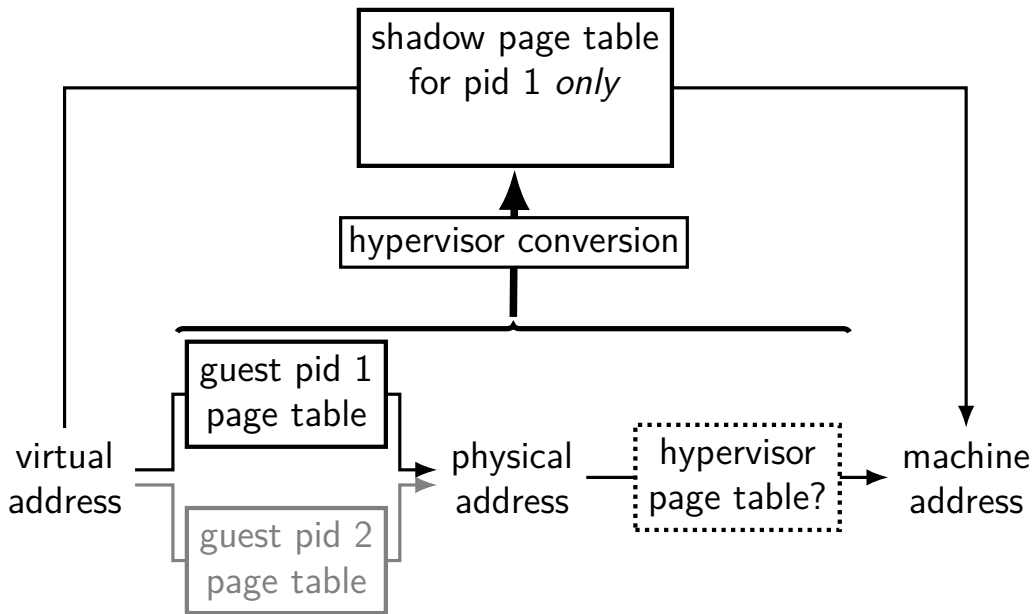 shadow page table
for pid 1 only
hypervisor conversion
guest pid 1
page table
virtual
address
physical
address
hypervisor
page table?
machine
address
guest pid 2
page table